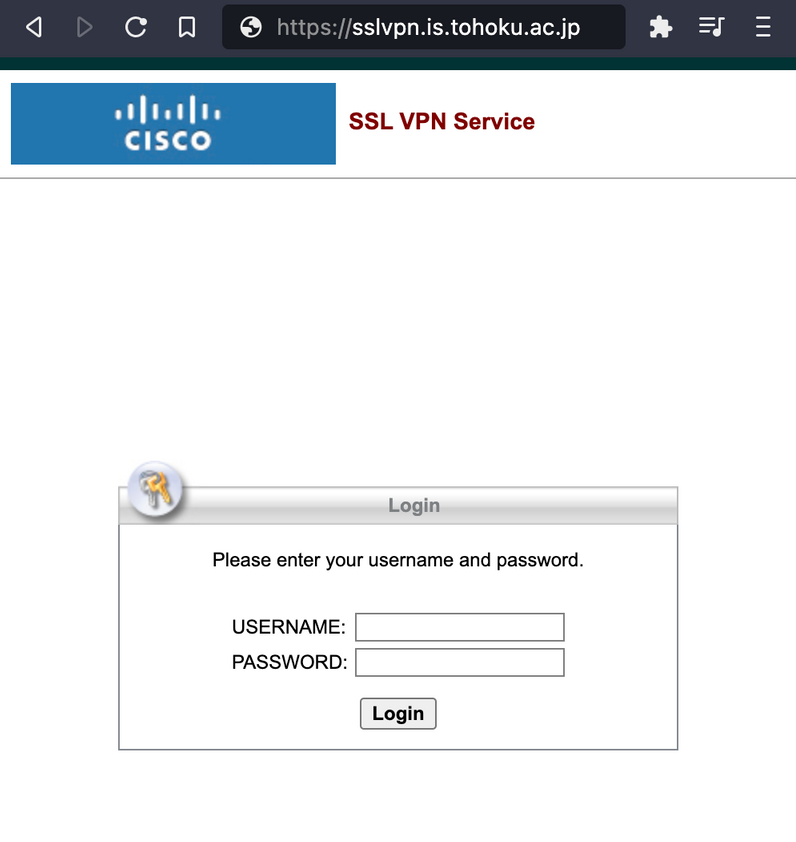 https://sslvpn.is.tohoku.ac.jp
CISCO
SSL VPN Service
Login
Please enter your username and password.
USERNAME:
PASSWORD:
Login